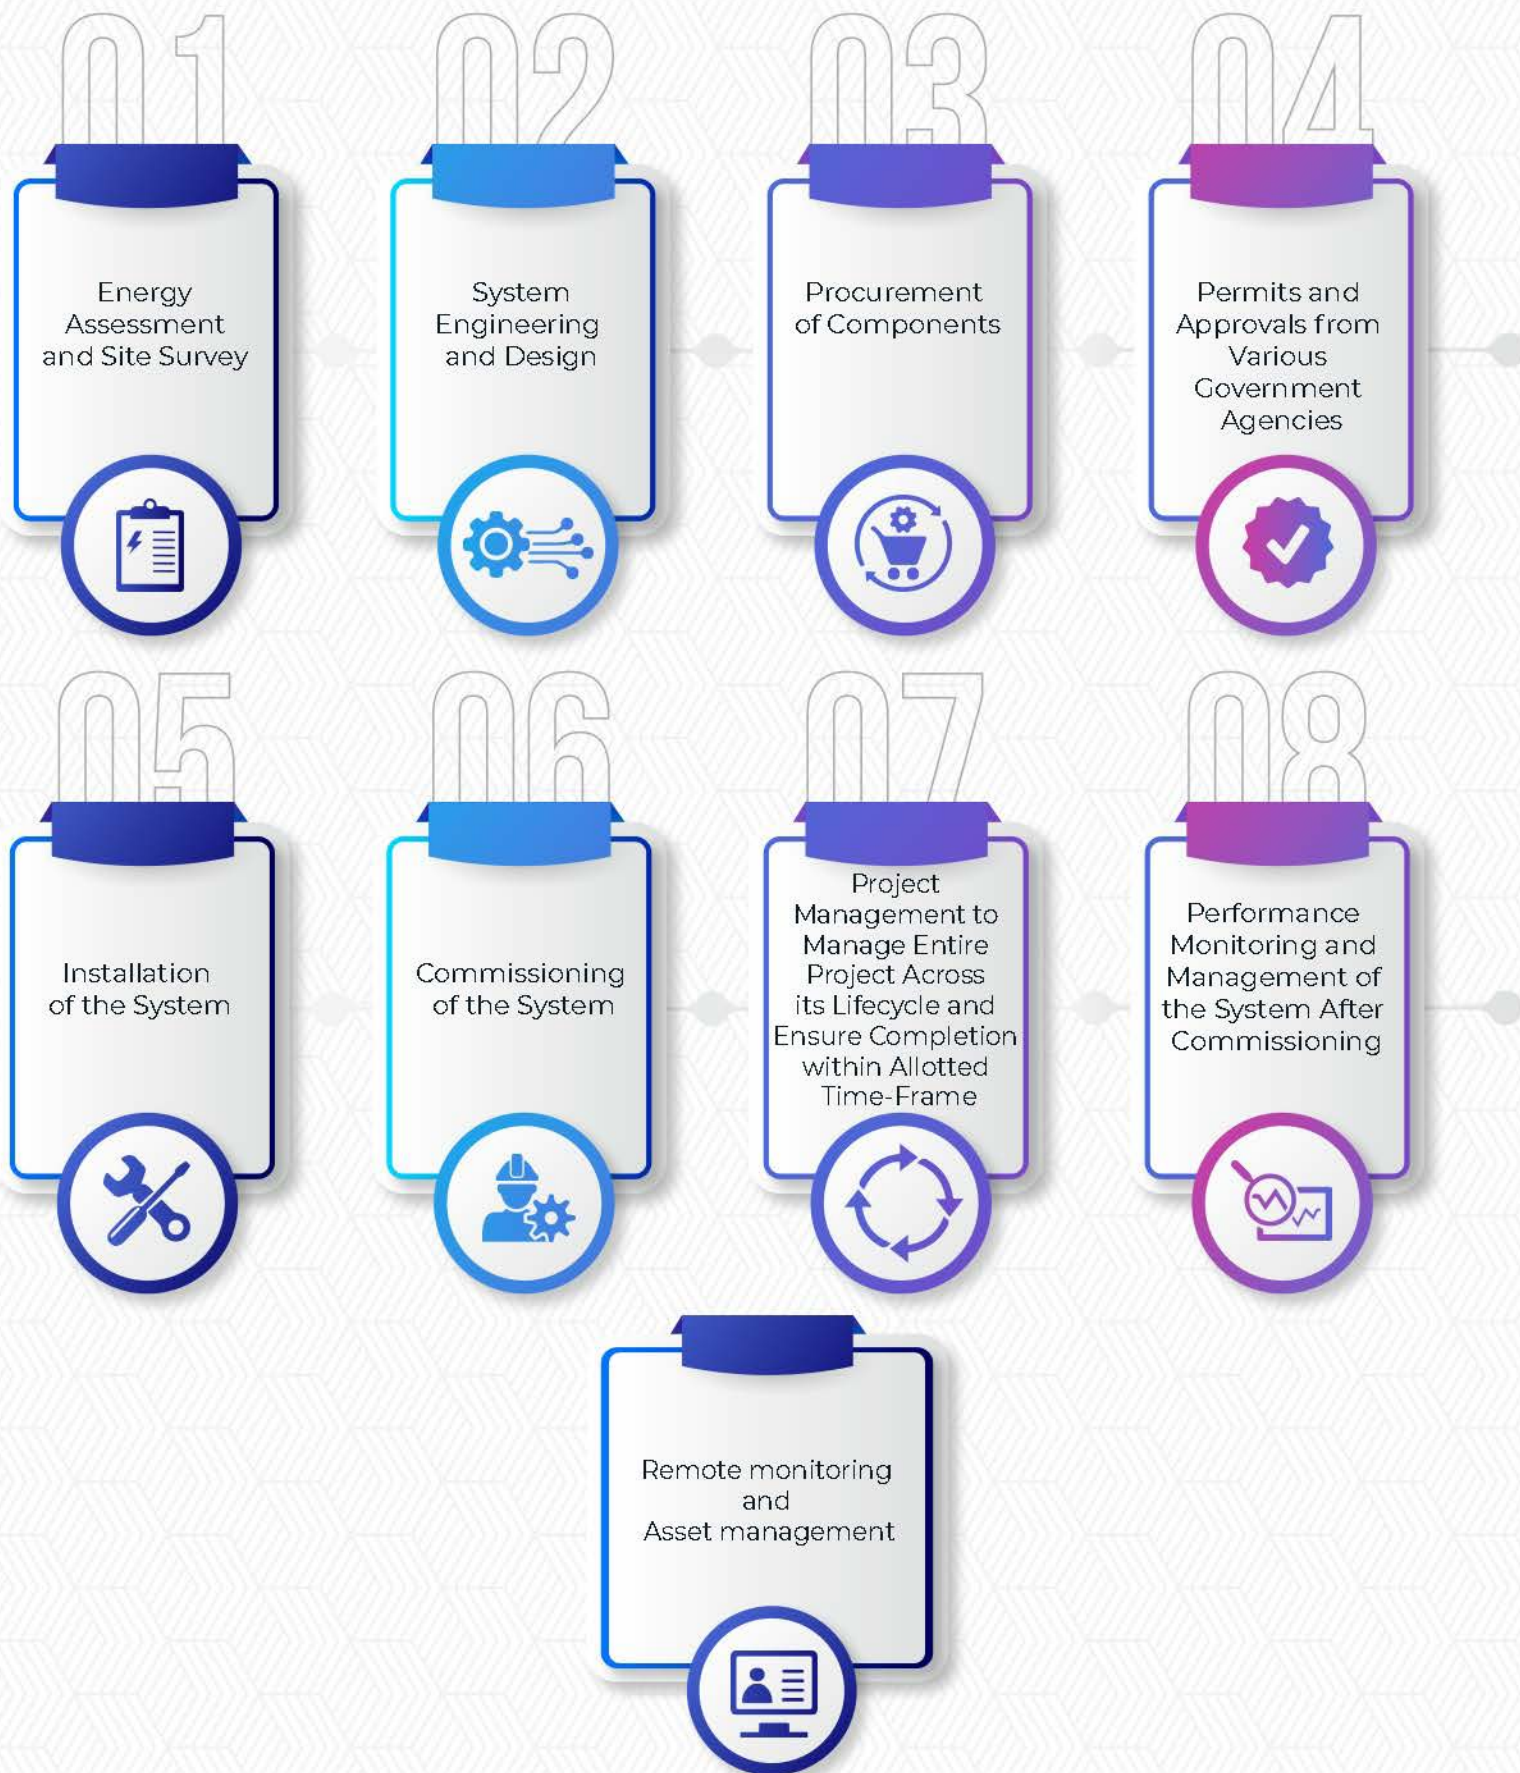 01
Energy
Assessment
and Site Survey
02
System
Engineering
and Design
03
Procurement
of Components
04
Permits and
Approvals from
Various
Government
Agencies
05
Installation
of the System
06
Commissioning
of the System
07
Project
Management to
Manage Entire
Project Across
its Lifecycle and
Ensure Completion
within Allotted
Time-Frame
08
Performance
Monitoring and
Management of
the System After
Commissioning
Remote monitoring
and
Asset management